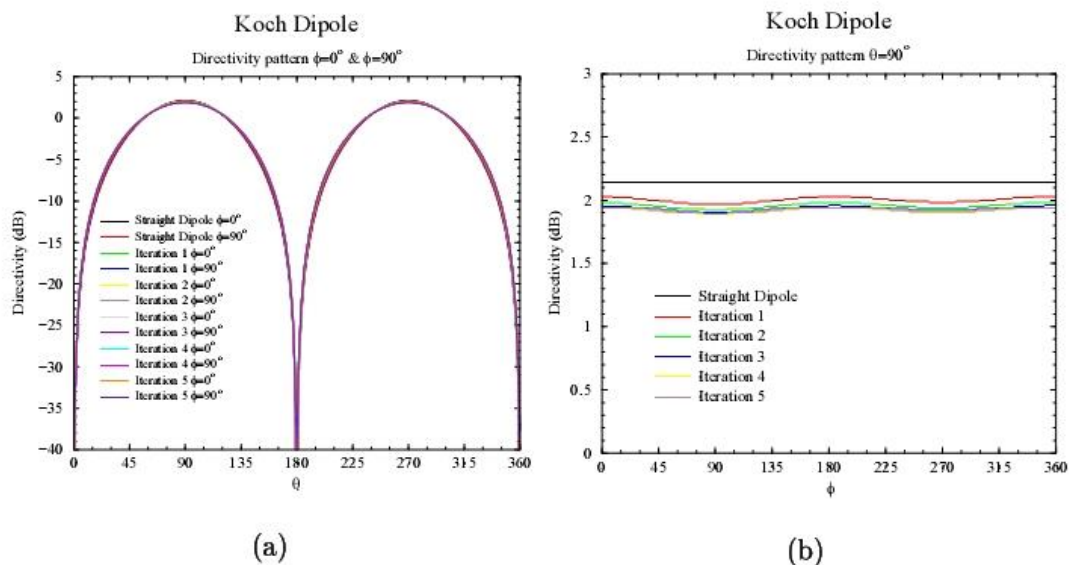 Koch Dipole
Directivity pattern ϕ=0° & ϕ=90°
5
0
−5
−10
−15
−20
−25
−30
−35
−40
Directivity (dB)
Straight Dipole ϕ=0°
Straight Dipole ϕ=90°
Iteration 1 ϕ=0°
Iteration 1 ϕ=90°
Iteration 2 ϕ=0°
Iteration 2 ϕ=90°
Iteration 3 ϕ=0°
Iteration 3 ϕ=90°
Iteration 4 ϕ=0°
Iteration 4 ϕ=90°
Iteration 5 ϕ=0°
Iteration 5 ϕ=90°
0 45 90 135 180 225 270 315 360
θ
(a)
Koch Dipole
Directivity pattern θ=90°
3
2.5
2
1.5
1
0.5
0
Directivity (dB)
Straight Dipole
Iteration 1
Iteration 2
Iteration 3
Iteration 4
Iteration 5
0 45 90 135 180 225 270 315 360
ϕ
(b)